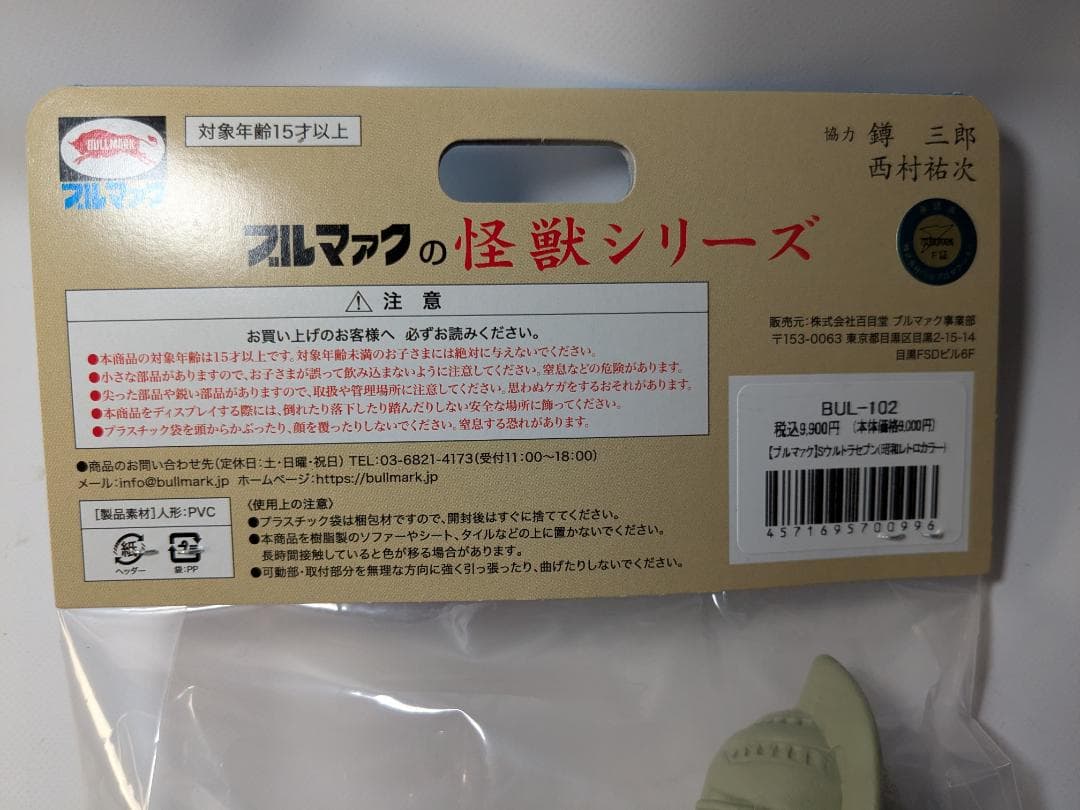 BULLMARK
ブルマァク
対象年齢15才以上
協力 鐏 三郎
西村祐次
ブルマァクの怪獣シリーズ
⚠ 注 意
お買い上げのお客様へ 必ずお読みください。
●本商品の対象年齢は15才以上です。対象年齢未満のお子さまには絶対に与えないでください。
●小さな部品がありますので、お子さまが誤って飲み込まないように注意してください。窒息などの危険があります。
●尖った部品や鋭い部品がありますので、取扱や管理場所に注意してください。思わぬケガをするおそれがあります。
●本商品をディスプレイする際には、倒れたり落下したり踏んだりしない安全な場所に飾ってください。
●プラスチック袋を頭からかぶったり、顔を覆ったりしないでください。窒息する恐れがあります。
●商品のお問い合わせ先(定休日:土・日曜・祝日) TEL:03-6821-4173(受付11:00〜18:00)
メール:info@bullmark.jp ホームページ:https://bullmark.jp
[製品素材]人形:PVC
紙
ヘッダー
プラ
袋:PP
〈使用上の注意〉
●プラスチック袋は梱包材ですので、開封後はすぐに捨ててください。
●本商品を樹脂製のソファーやシート、タイルなどの上に置かないでください。
長時間接触していると色が移る場合があります。
●可動部・取付部分を無理な方向に強く引っ張ったり、曲げたりしないでください。
販売元:株式会社百目堂 ブルマァク事業部
〒153-0063 東京都目黒区目黒2-15-14
目黒FSDビル6F
BUL-102
税込9,900円 (本体価格9,000円)
【ブルマァク】Sウルトラセブン(昭和レトロカラー)
4571695700996